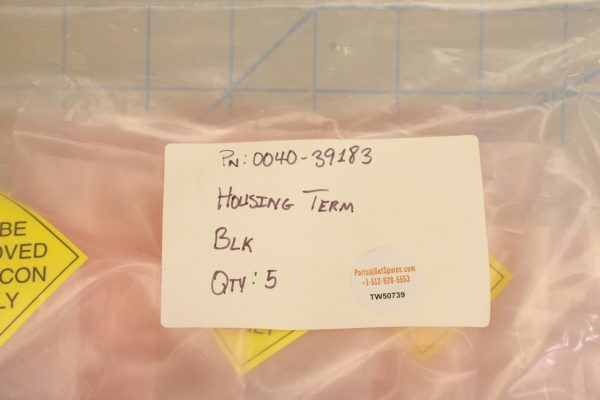 PN: 0040-39183
HOUSING TERM
BLK
QTY: 5
Parts@GetSpares.com
+1-512-928-5552
TW50739
BE
OVED
CON
LY